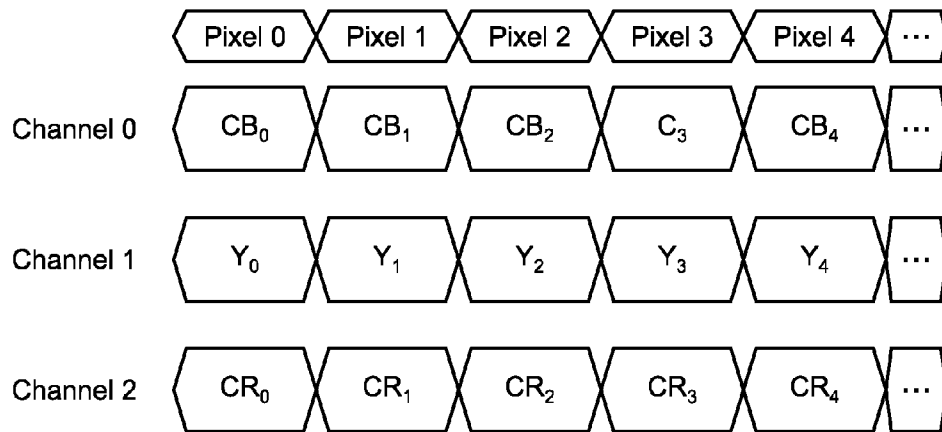 Pixel 0 Pixel 1 Pixel 2 Pixel 3 Pixel 4 ...
Channel 0 CB₀ CB₁ CB₂ C₃ CB₄ ...
Channel 1 Y₀ Y₁ Y₂ Y₃ Y₄ ...
Channel 2 CR₀ CR₁ CR₂ CR₃ CR₄ ...